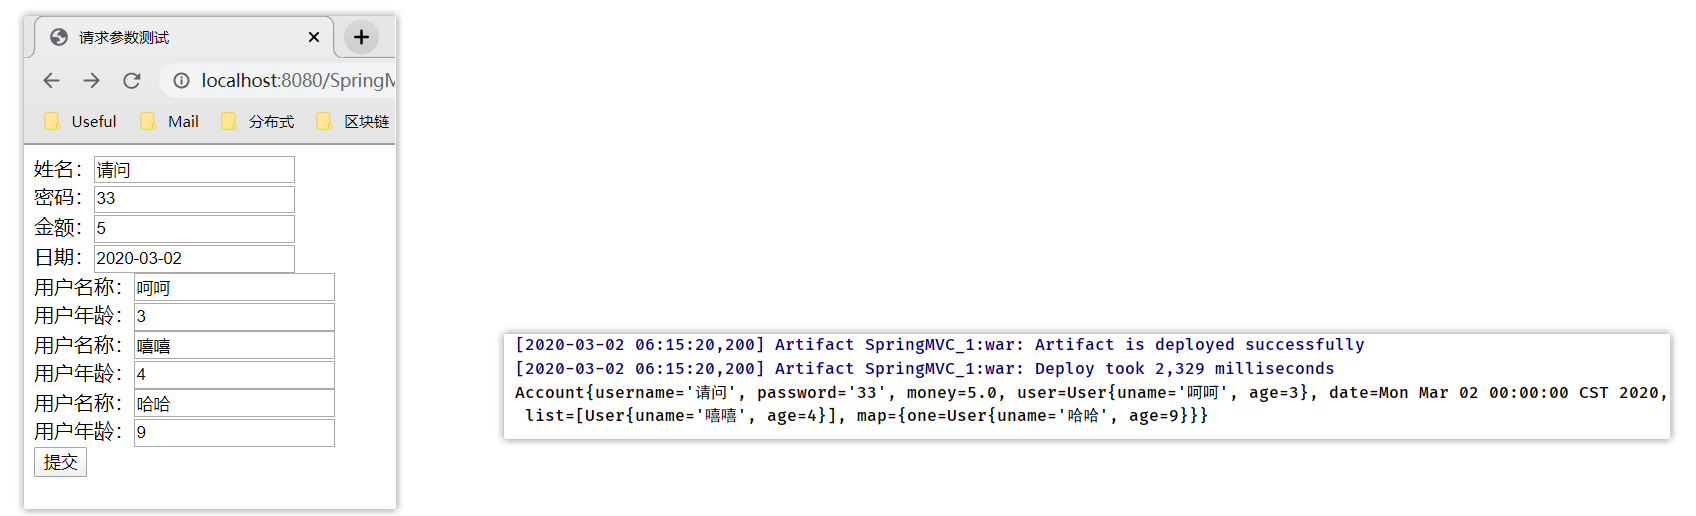 请求参数测试
localhost:8080/SpringM
Useful Mail 分布式 区块链
姓名：请问
密码：33
金额：5
日期：2020-03-02
用户名称：呵呵
用户年龄：3
用户名称：嘻嘻
用户年龄：4
用户名称：哈哈
用户年龄：9
提交
[2020-03-02 06:15:20,200] Artifact SpringMVC_1:war: Artifact is deployed successfully
[2020-03-02 06:15:20,200] Artifact SpringMVC_1:war: Deploy took 2,329 milliseconds
Account{username='请问', password='33', money=5.0, user=User{uname='呵呵', age=3}, date=Mon Mar 02 00:00:00 CST 2020,
list=[User{uname='嘻嘻', age=4}], map={one=User{uname='哈哈', age=9}}}